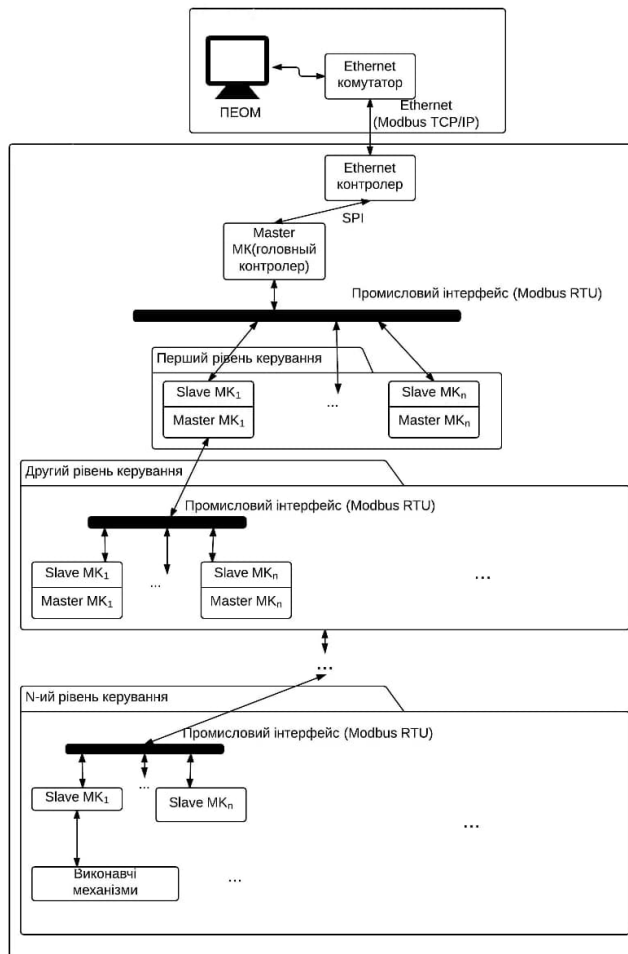 ПЕОМ
Ethernet
комутатор
Ethernet
(Modbus TCP/IP)
Ethernet
контролер
SPI
Master
МК(головный
контролер)
Промисловий інтерфейс (Modbus RTU)
Перший рівень керування
Slave MK₁
Master MK₁
...
Slave MKₙ
Master MKₙ
Другий рівень керування
Промисловий інтерфейс (Modbus RTU)
Slave MK₁
Master MK₁
...
Slave MKₙ
Master MKₙ
...
...
N-ий рівень керування
Промисловий інтерфейс (Modbus RTU)
Slave MK₁
...
Slave MKₙ
...
Виконавчі
механізми
...